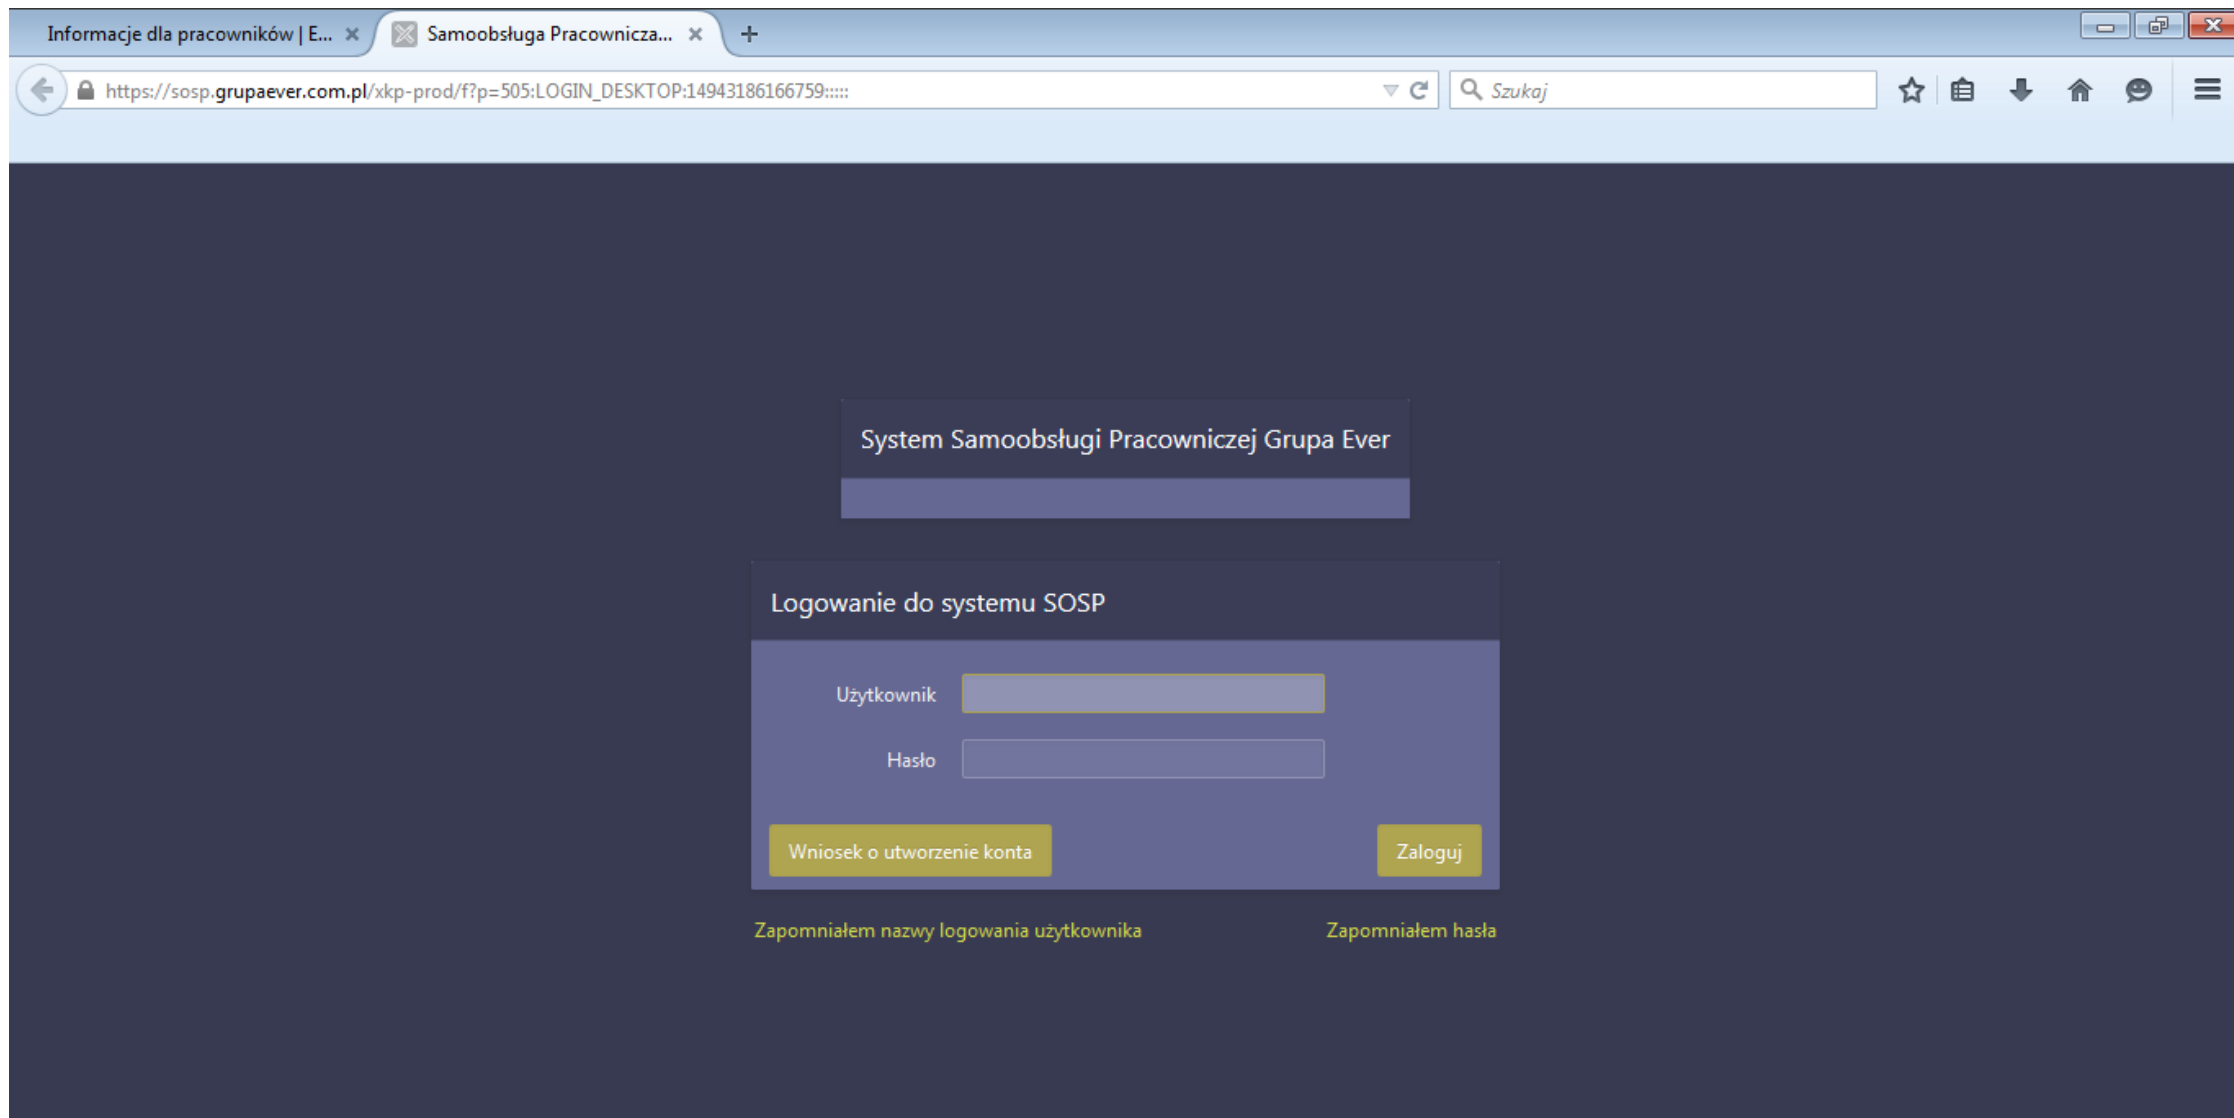 Informacje dla pracowników | E...
Samoobsługa Pracownicza...
https://sosp.grupaever.com.pl/xkp-prod/f?p=505:LOGIN_DESKTOP:14943186166759:::::
Szukaj
System Samoobsługi Pracowniczej Grupa Ever
Logowanie do systemu SOSP
Użytkownik
Hasło
Wniosek o utworzenie konta
Zaloguj
Zapomniałem nazwy logowania użytkownika
Zapomniałem hasła